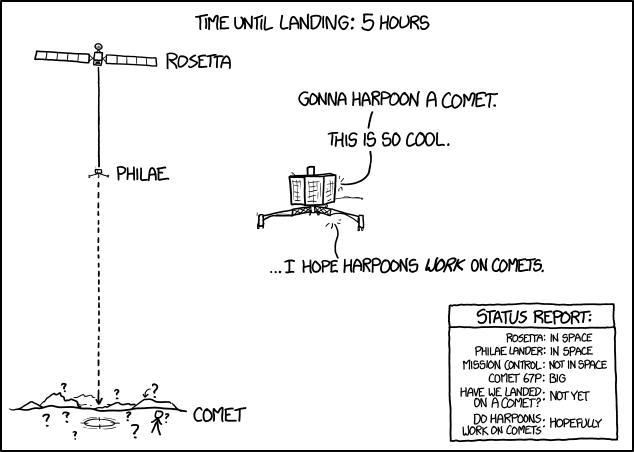 TIME UNTIL LANDING: 5 HOURS
ROSETTA
GONNA HARPOON A COMET.
THIS IS SO COOL.
PHILAE
...I HOPE HARPOONS WORK ON COMETS.
STATUS REPORT:
ROSETTA: IN SPACE
PHILAE LANDER: IN SPACE
MISSION CONTROL: NOT IN SPACE
COMET 67P: BIG
HAVE WE LANDED
ON A COMET?: NOT YET
DO HARPOONS
WORK ON COMETS: HOPEFULLY
? ? ?
COMET
? ? ? ? ?
?